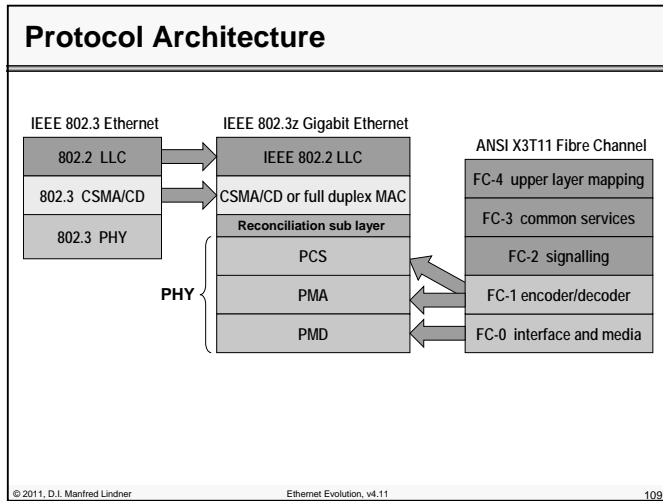 Protocol Architecture
IEEE 802.3 Ethernet
802.2 LLC
802.3 CSMA/CD
802.3 PHY
IEEE 802.3z Gigabit Ethernet
IEEE 802.2 LLC
CSMA/CD or full duplex MAC
Reconciliation sub layer
PHY
PCS
PMA
PMD
ANSI X3T11 Fibre Channel
FC-4 upper layer mapping
FC-3 common services
FC-2 signalling
FC-1 encoder/decoder
FC-0 interface and media
© 2011, D.I. Manfred Lindner
Ethernet Evolution, v4.11
109